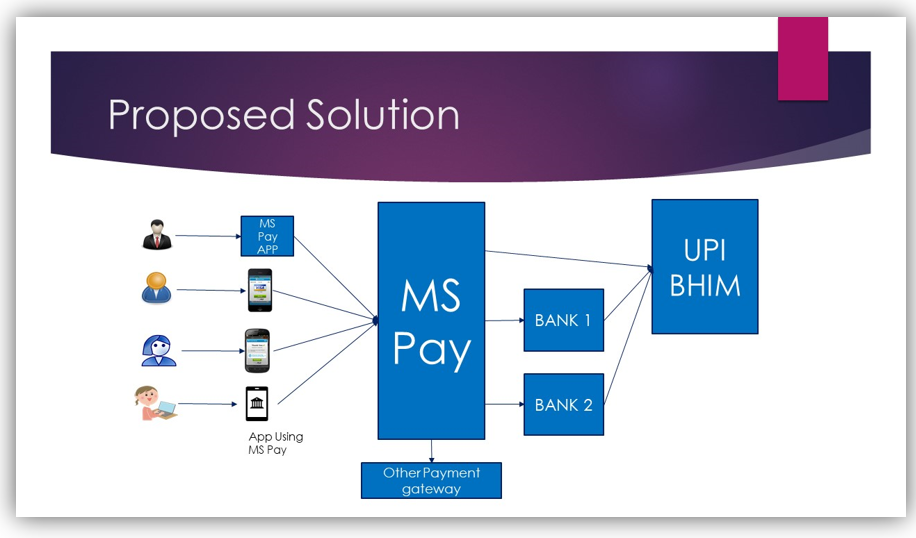 Proposed Solution
MS
Pay
APP
MS
Pay
UPI
BHIM
BANK 1
BANK 2
App Using
MS Pay
Other Payment
gateway